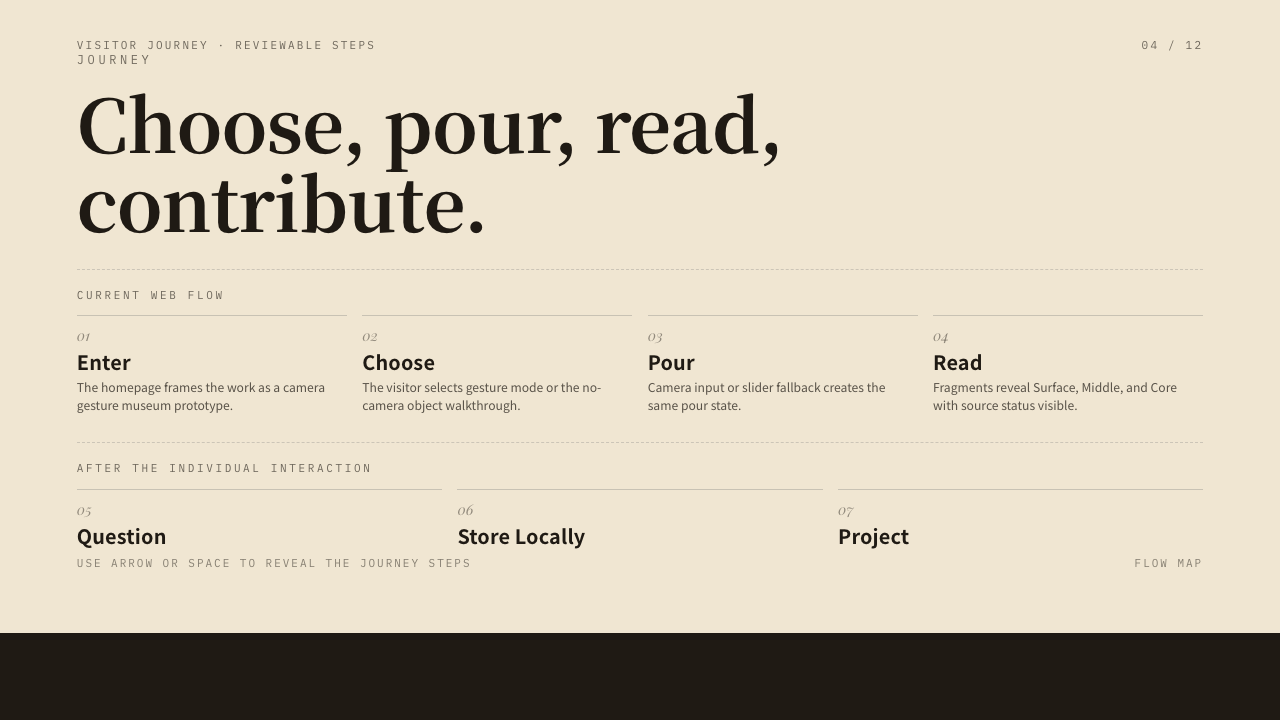 VISITOR JOURNEY · REVIEWABLE STEPS
04 / 12
JOURNEY
Choose, pour, read,
contribute.
CURRENT WEB FLOW
01
Enter
The homepage frames the work as a camera
gesture museum prototype.
02
Choose
The visitor selects gesture mode or the no-
camera object walkthrough.
03
Pour
Camera input or slider fallback creates the
same pour state.
04
Read
Fragments reveal Surface, Middle, and Core
with source status visible.
AFTER THE INDIVIDUAL INTERACTION
05
Question
06
Store Locally
07
Project
USE ARROW OR SPACE TO REVEAL THE JOURNEY STEPS
FLOW MAP